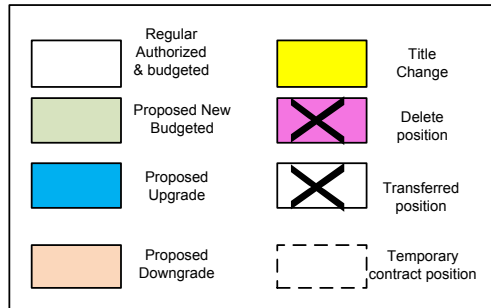 Regular
Authorized
& budgeted
Title
Change
Proposed New
Budgeted
Delete
position
Proposed
Upgrade
Transferred
position
Proposed
Downgrade
Temporary
contract position